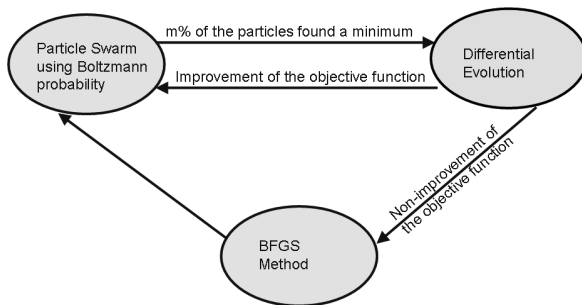 m% of the particles found a minimum
Particle Swarm
using Boltzmann
probability
Differential
Evolution
Improvement of the objective function
Non-improvement of
the objective function
BFGS
Method